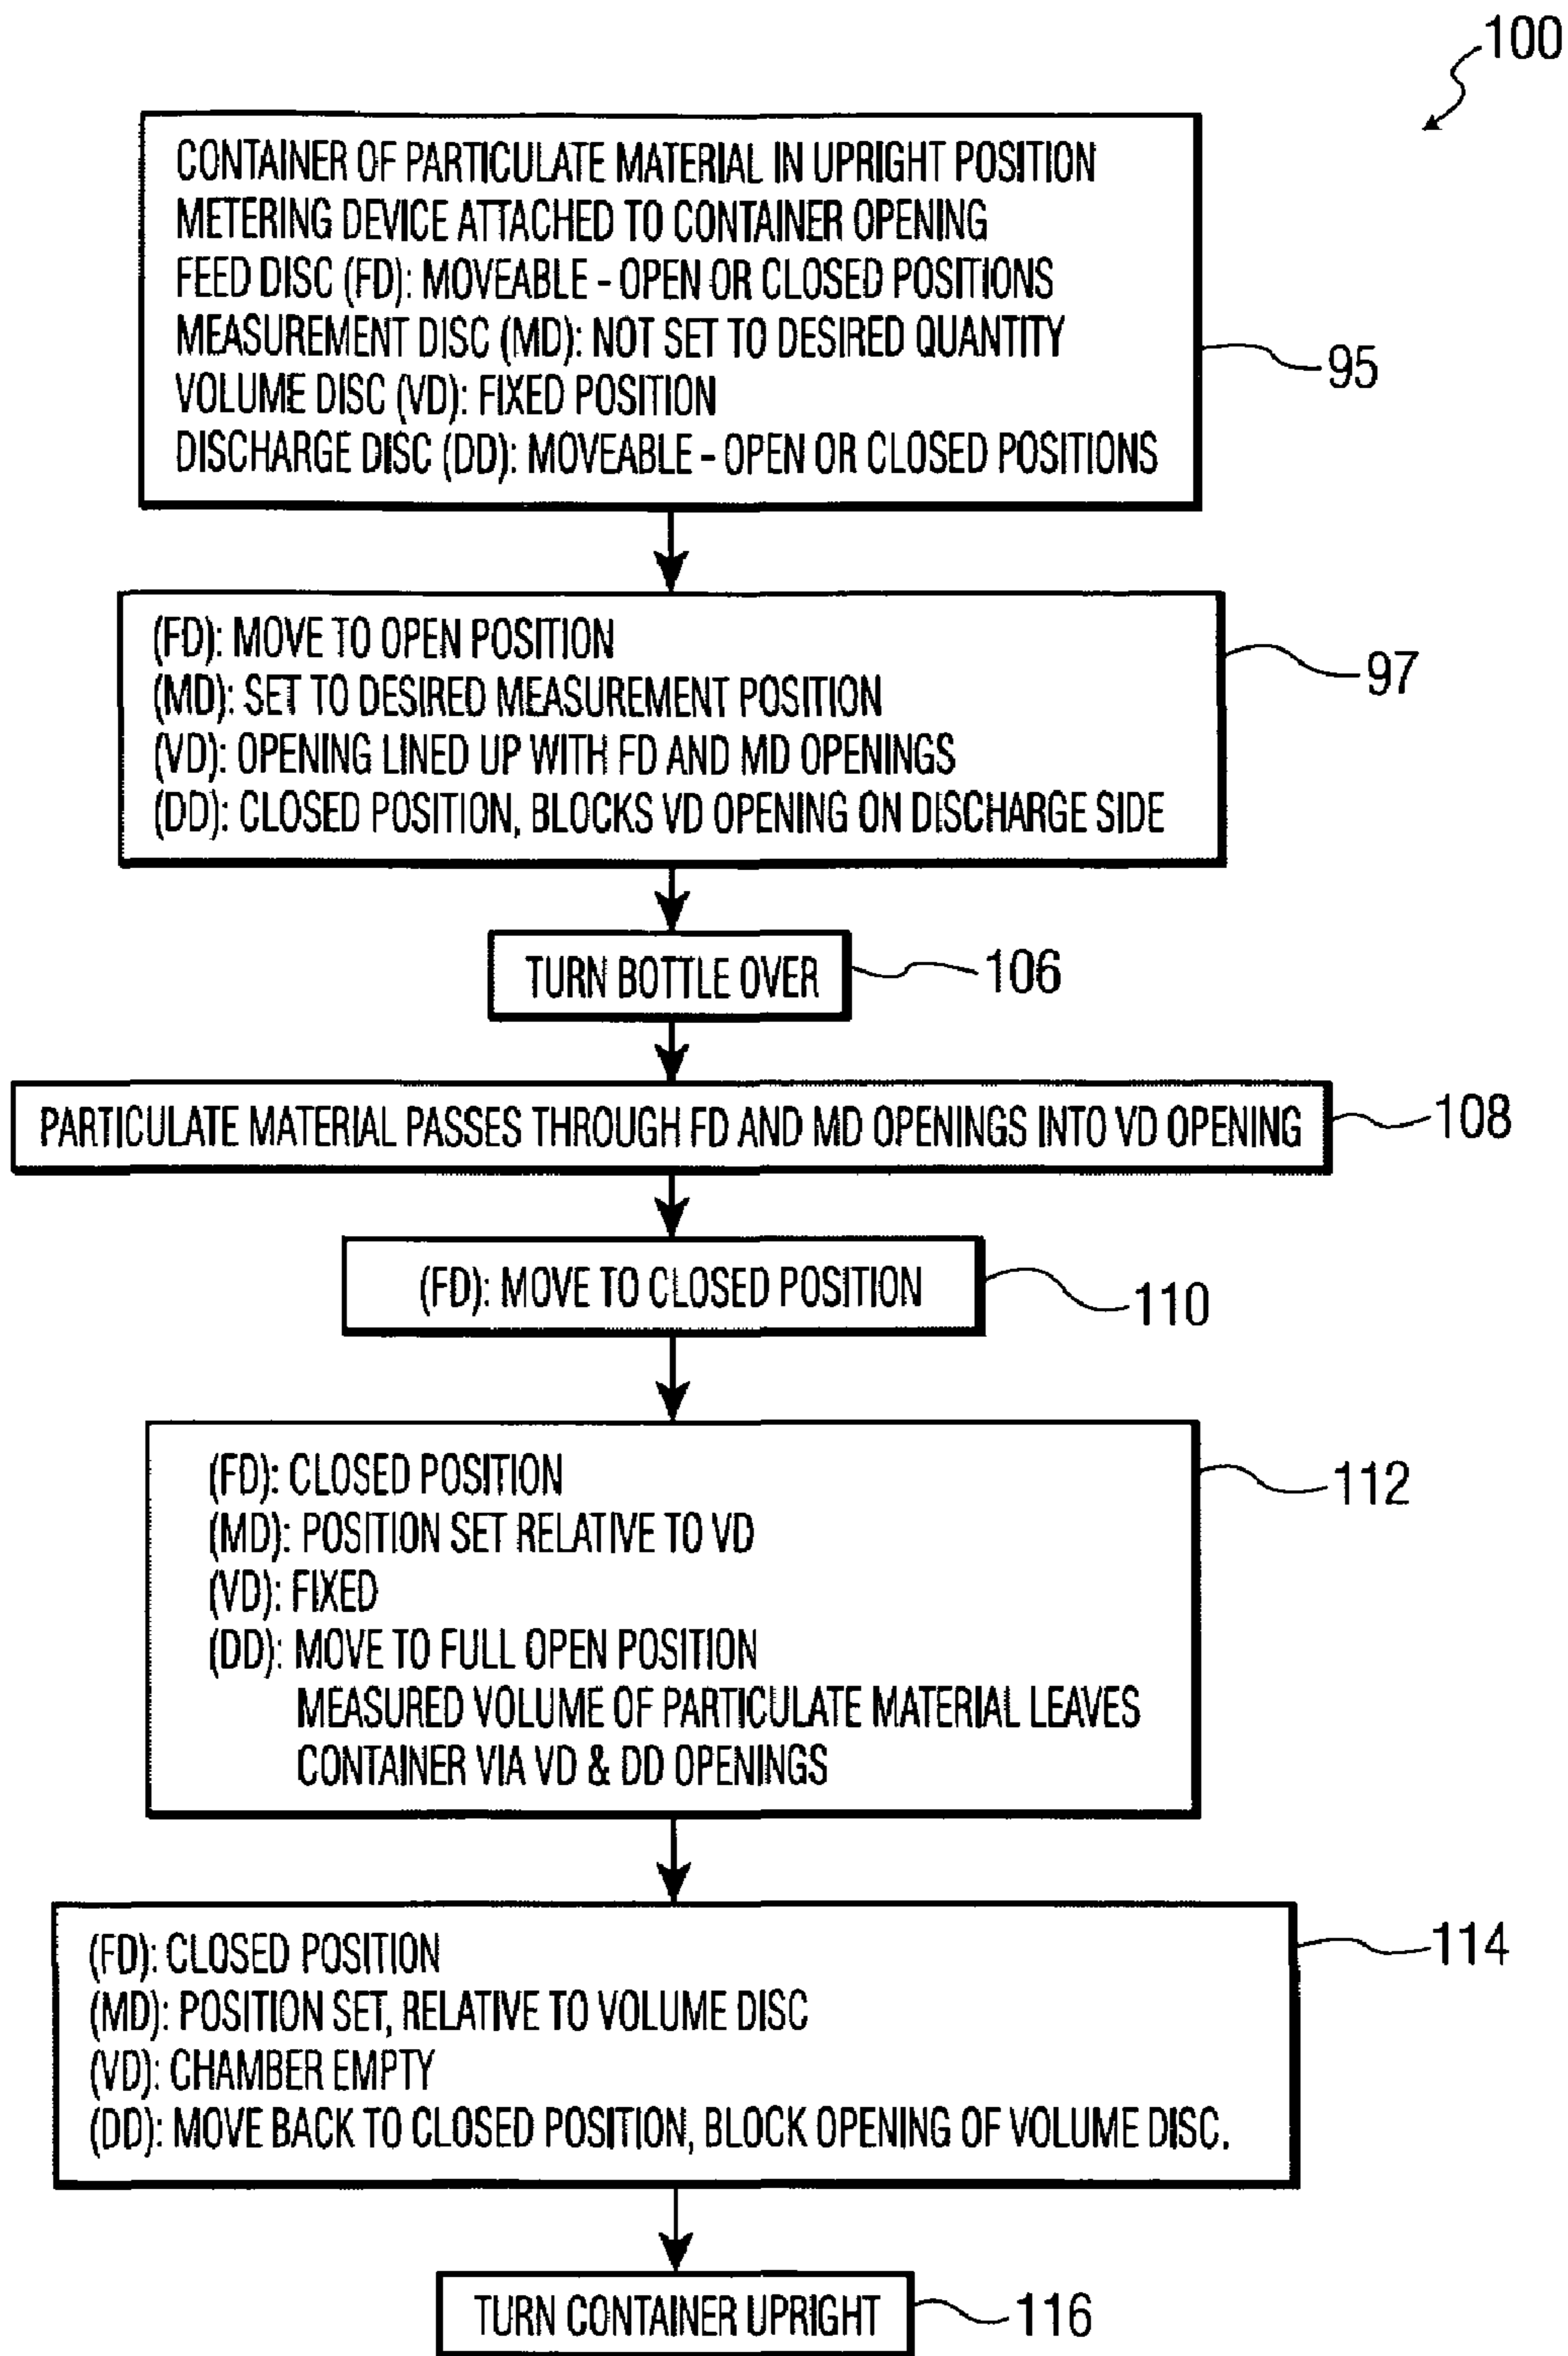 100
CONTAINER OF PARTICULATE MATERIAL IN UPRIGHT POSITION
METERING DEVICE ATTACHED TO CONTAINER OPENING
FEED DISC (FD): MOVEABLE - OPEN OR CLOSED POSITIONS
MEASUREMENT DISC (MD): NOT SET TO DESIRED QUANTITY
VOLUME DISC (VD): FIXED POSITION
DISCHARGE DISC (DD): MOVEABLE - OPEN OR CLOSED POSITIONS
95
(FD): MOVE TO OPEN POSITION
(MD): SET TO DESIRED MEASUREMENT POSITION
(VD): OPENING LINED UP WITH FD AND MD OPENINGS
(DD): CLOSED POSITION, BLOCKS VD OPENING ON DISCHARGE SIDE
97
TURN BOTTLE OVER
106
PARTICULATE MATERIAL PASSES THROUGH FD AND MD OPENINGS INTO VD OPENING
108
(FD): MOVE TO CLOSED POSITION
110
(FD): CLOSED POSITION
(MD): POSITION SET RELATIVE TO VD
(VD): FIXED
(DD): MOVE TO FULL OPEN POSITION
MEASURED VOLUME OF PARTICULATE MATERIAL LEAVES
CONTAINER VIA VD & DD OPENINGS
112
(FD): CLOSED POSITION
(MD): POSITION SET, RELATIVE TO VOLUME DISC
(VD): CHAMBER EMPTY
(DD): MOVE BACK TO CLOSED POSITION, BLOCK OPENING OF VOLUME DISC.
114
TURN CONTAINER UPRIGHT
116